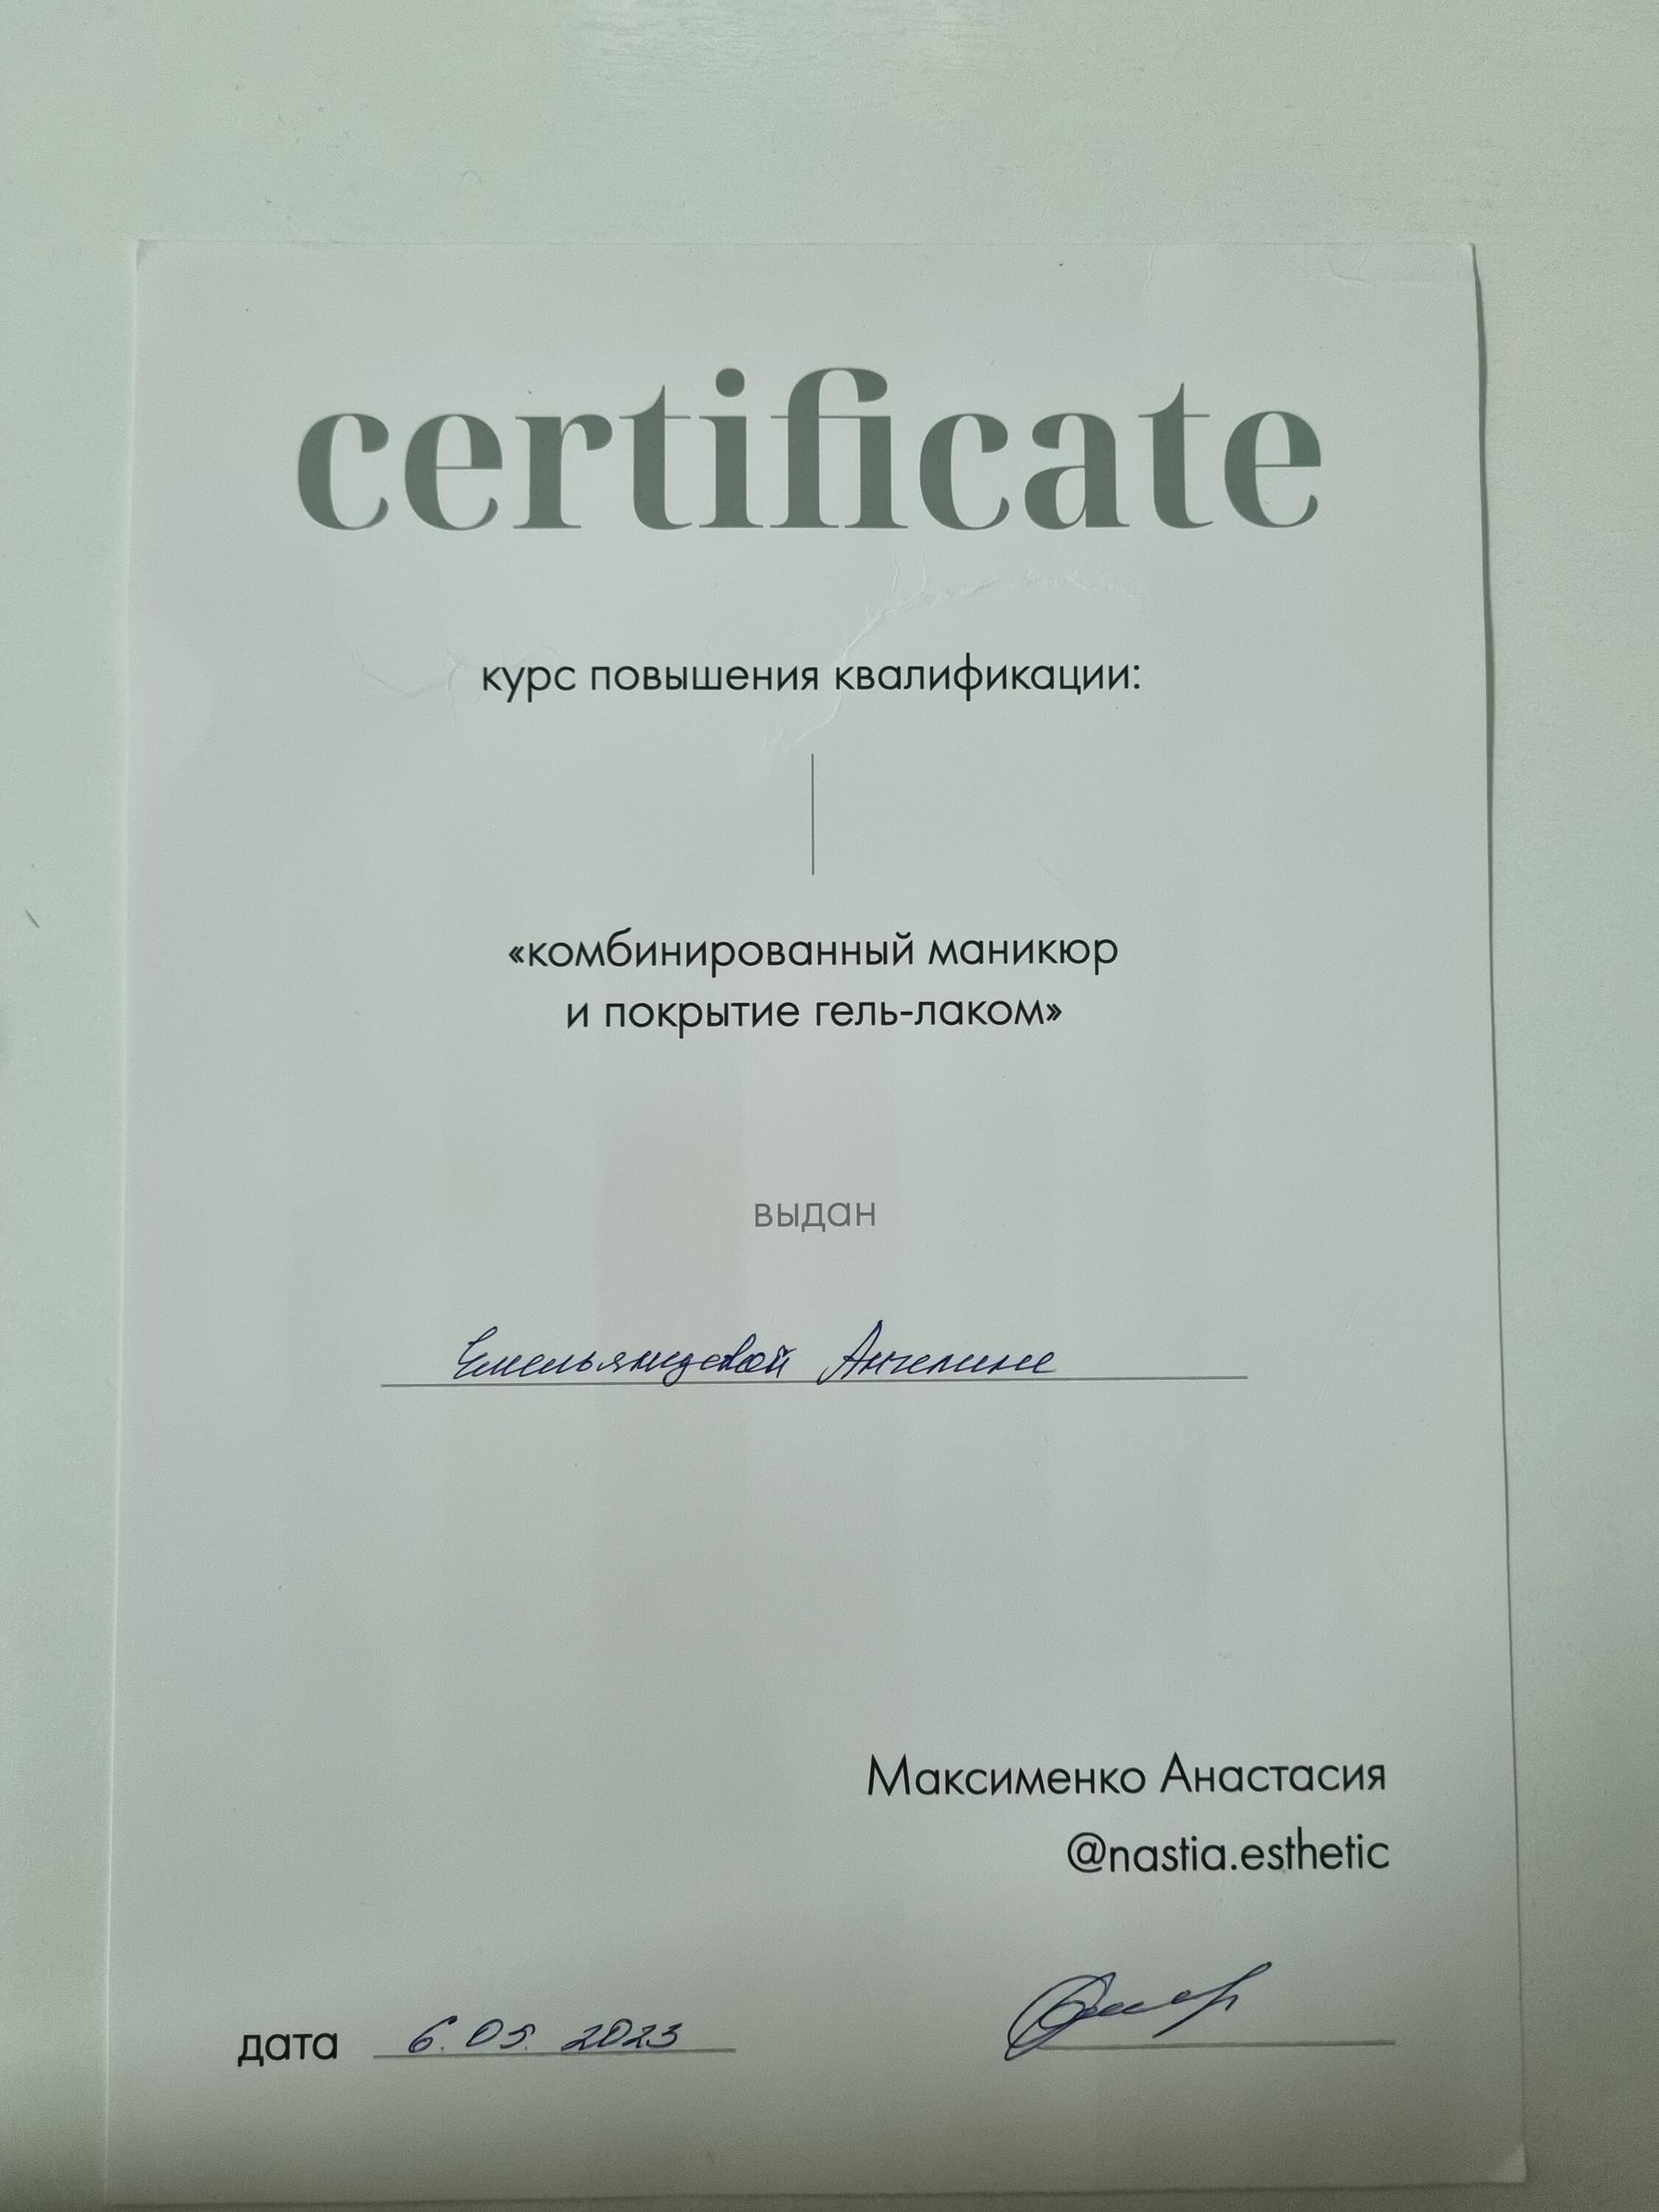 certificate
курс повышения квалификации:
«комбинированный маникюр
и покрытие гель-лаком»
выдан
Емельянцевой Ангелине
Максименко Анастасия
@nastia.esthetic
дата 6.05.2023